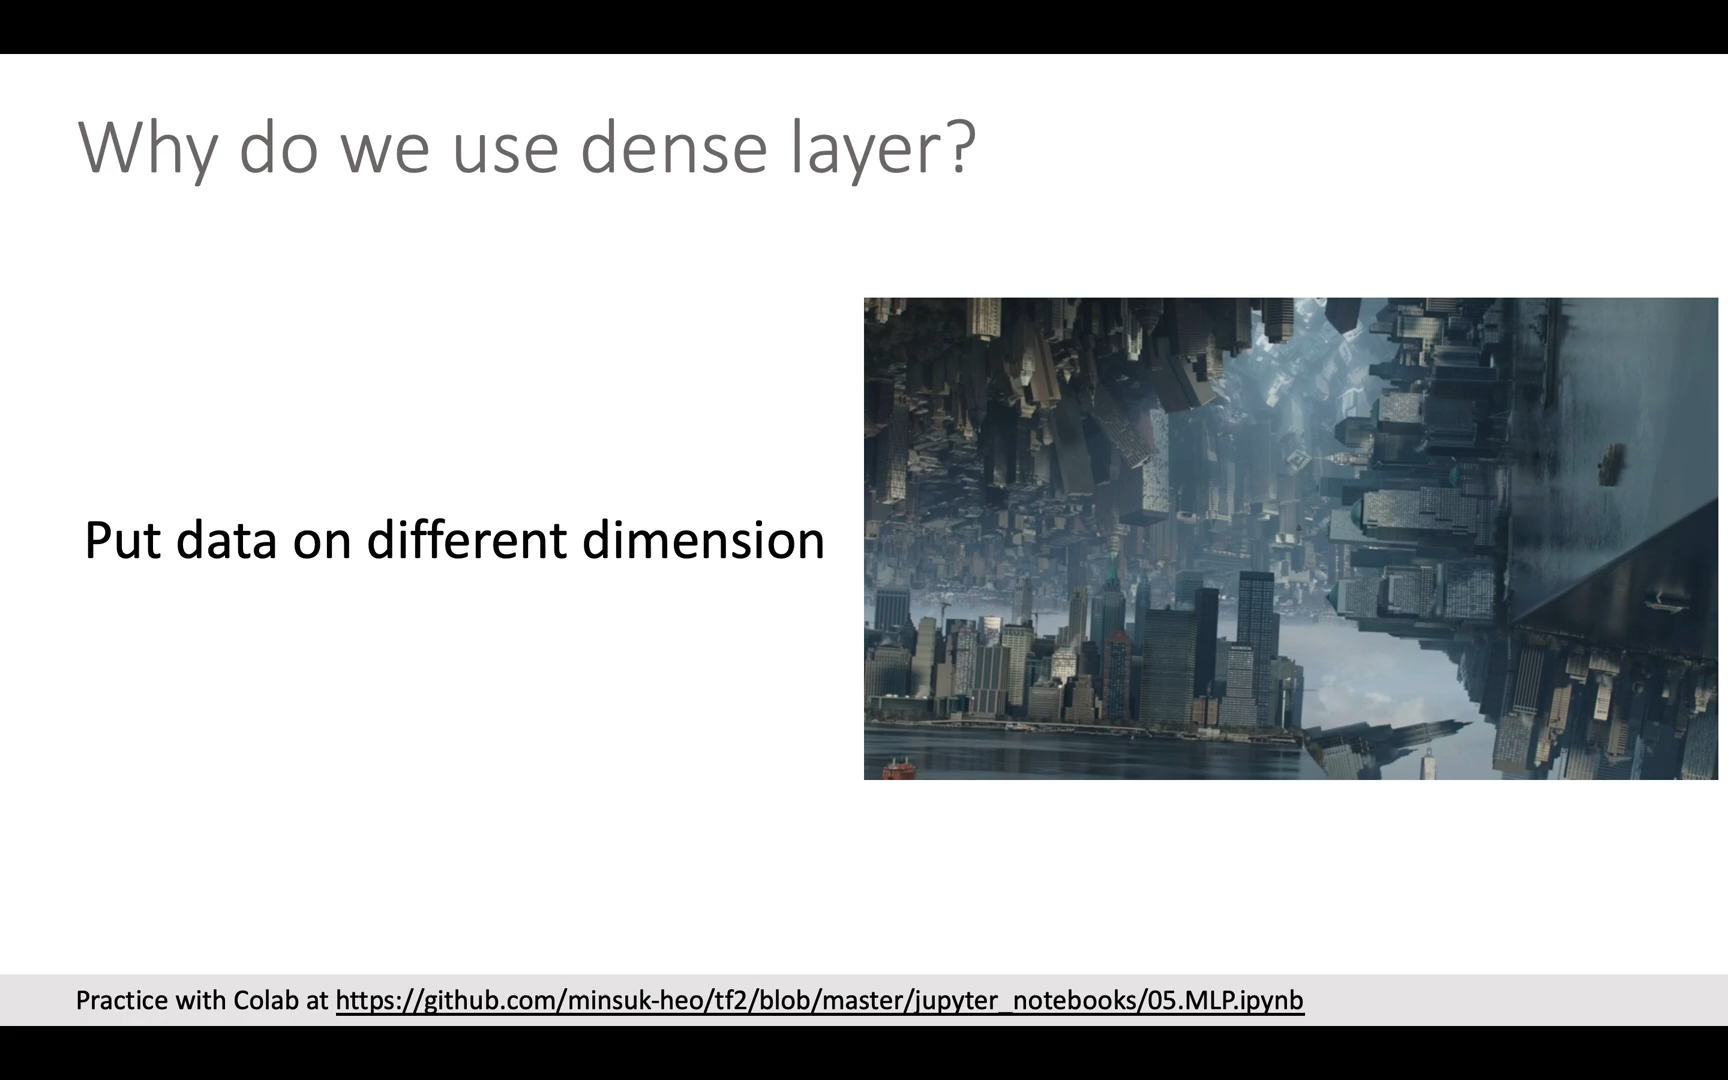 Why do we use dense layer?
Put data on different dimension
Practice with Colab at https://github.com/minsuk-heo/tf2/blob/master/jupyter_notebooks/05.MLP.ipynb